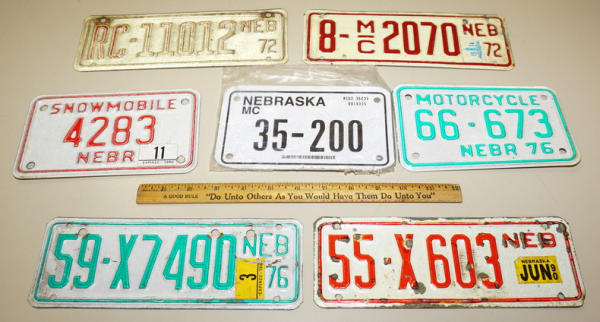 RC-11012 NEB 72
8-MC 2070 NEB 72
SNOWMOBILE
4283
NEBR 11
NEBRASKA
MC
35-200
MOTORCYCLE
66-673
NEBR 76
A GOOD RULE "Do Unto Others As You Would Have Them Do Unto You"
59-X7490 NEB 76
3
55-X603 NEB
NEBRASKA
JUN 90